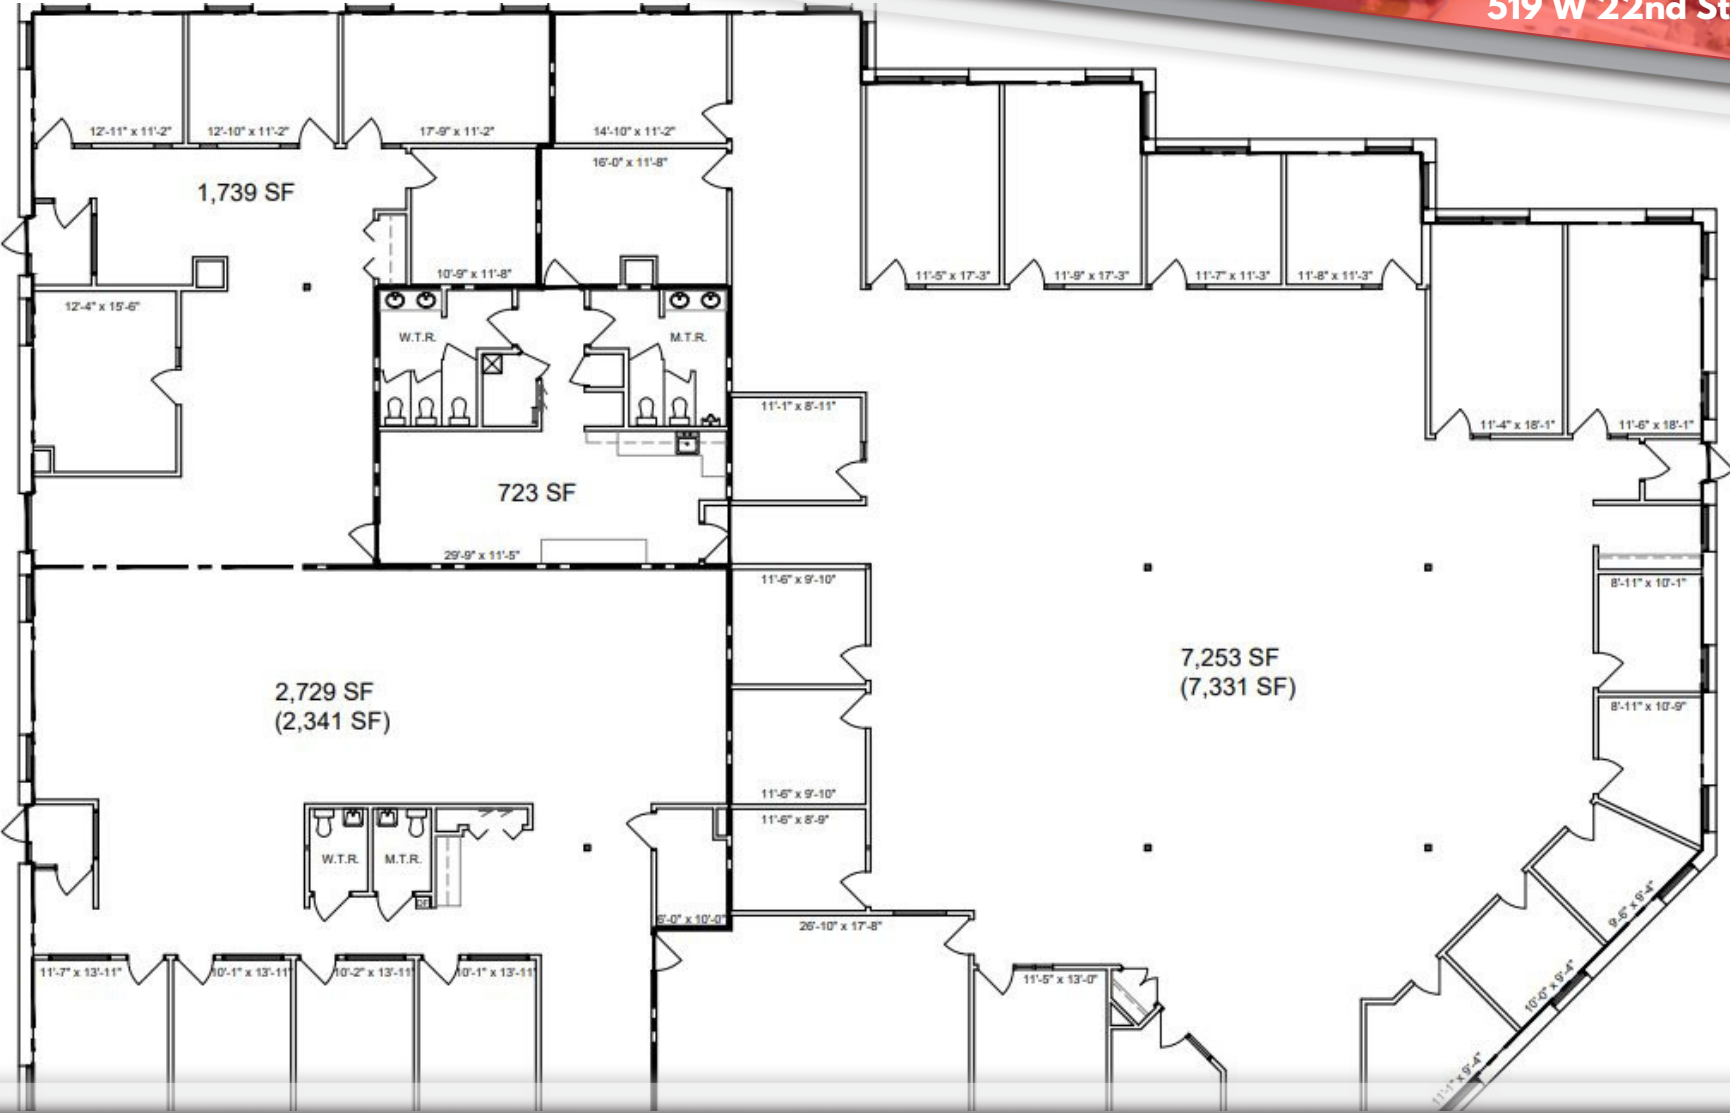 519 W 22nd St
12'-11" x 11'-2"
12'-10" x 11'-2"
17'-9" x 11'-2"
14'-10" x 11'-2"
16'-0" x 11'-8"
1,739 SF
10'-9" x 11'-8"
11'-5" x 17'-3"
11'-9" x 17'-3"
11'-7" x 11'-3"
11'-8" x 11'-3"
12'-4" x 15'-6"
W.T.R.
M.T.R.
11'-1" x 8'-11"
11'-4" x 18'-1"
11'-6" x 18'-1"
723 SF
29'-9" x 11'-5"
11'-6" x 9'-10"
8'-11" x 10'-1"
2,729 SF
(2,341 SF)
7,253 SF
(7,331 SF)
8'-11" x 10'-9"
11'-6" x 9'-10"
11'-6" x 8'-9"
W.T.R.
M.T.R.
DF
6'-0" x 10'-0"
26'-10" x 17'-8"
9'-6" x 9'-4"
11'-7" x 13'-11"
10'-1" x 13'-11"
10'-2" x 13'-11"
10'-1" x 13'-11"
11'-5" x 13'-0"
10'-0" x 9'-4"
11'-1" x 9'-4"